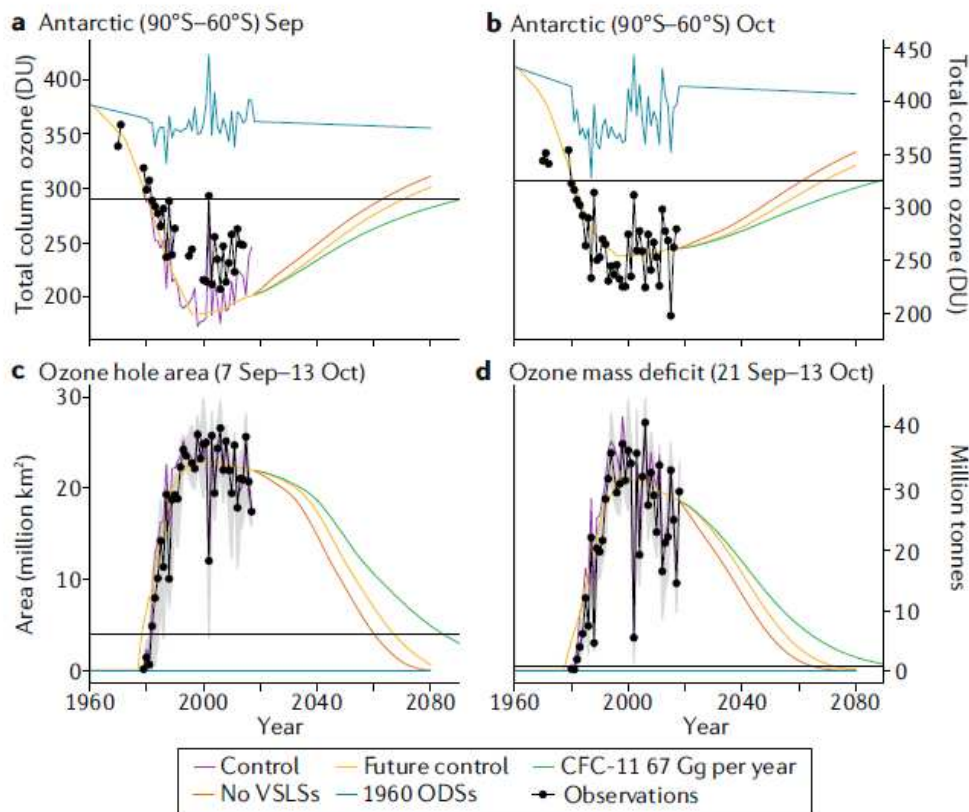 a Antarctic (90°S–60°S) Sep
b Antarctic (90°S–60°S) Oct
Total column ozone (DU)
400
350
300
250
200
450
400
350
300
250
200
Total column ozone (DU)
c Ozone hole area (7 Sep–13 Oct)
d Ozone mass deficit (21 Sep–13 Oct)
Area (million km²)
30
20
10
0
40
30
20
10
0
Million tonnes
1960 2000 2040 2080
1960 2000 2040 2080
Year
Year
Control Future control CFC-11 67 Gg per year
No VSLSs 1960 ODSs Observations